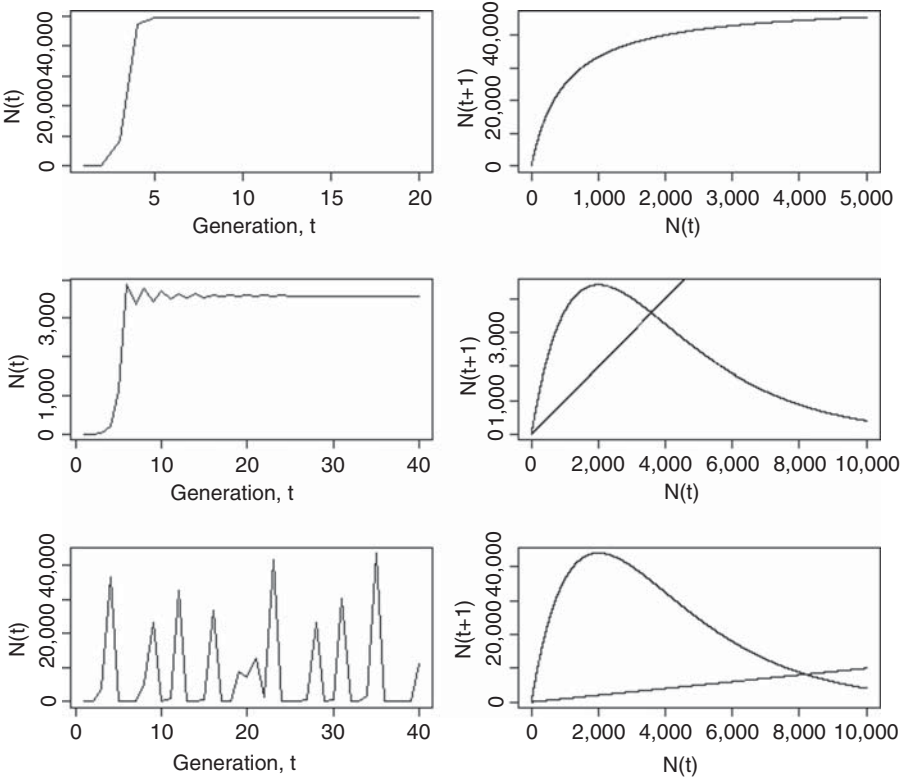 N(t)
0 20,000 40,000
5 10 15 20
Generation, t
N(t+1)
0 20,000 40,000
0 1,000 2,000 3,000 4,000 5,000
N(t)
N(t)
0 1,000 3,000
0 10 20 30 40
Generation, t
N(t+1)
0 1,000 3,000
0 2,000 4,000 6,000 8,000 10,000
N(t)
N(t)
0 20,000 40,000
0 10 20 30 40
Generation, t
N(t+1)
0 20,000 40,000
0 2,000 4,000 6,000 8,000 10,000
N(t)